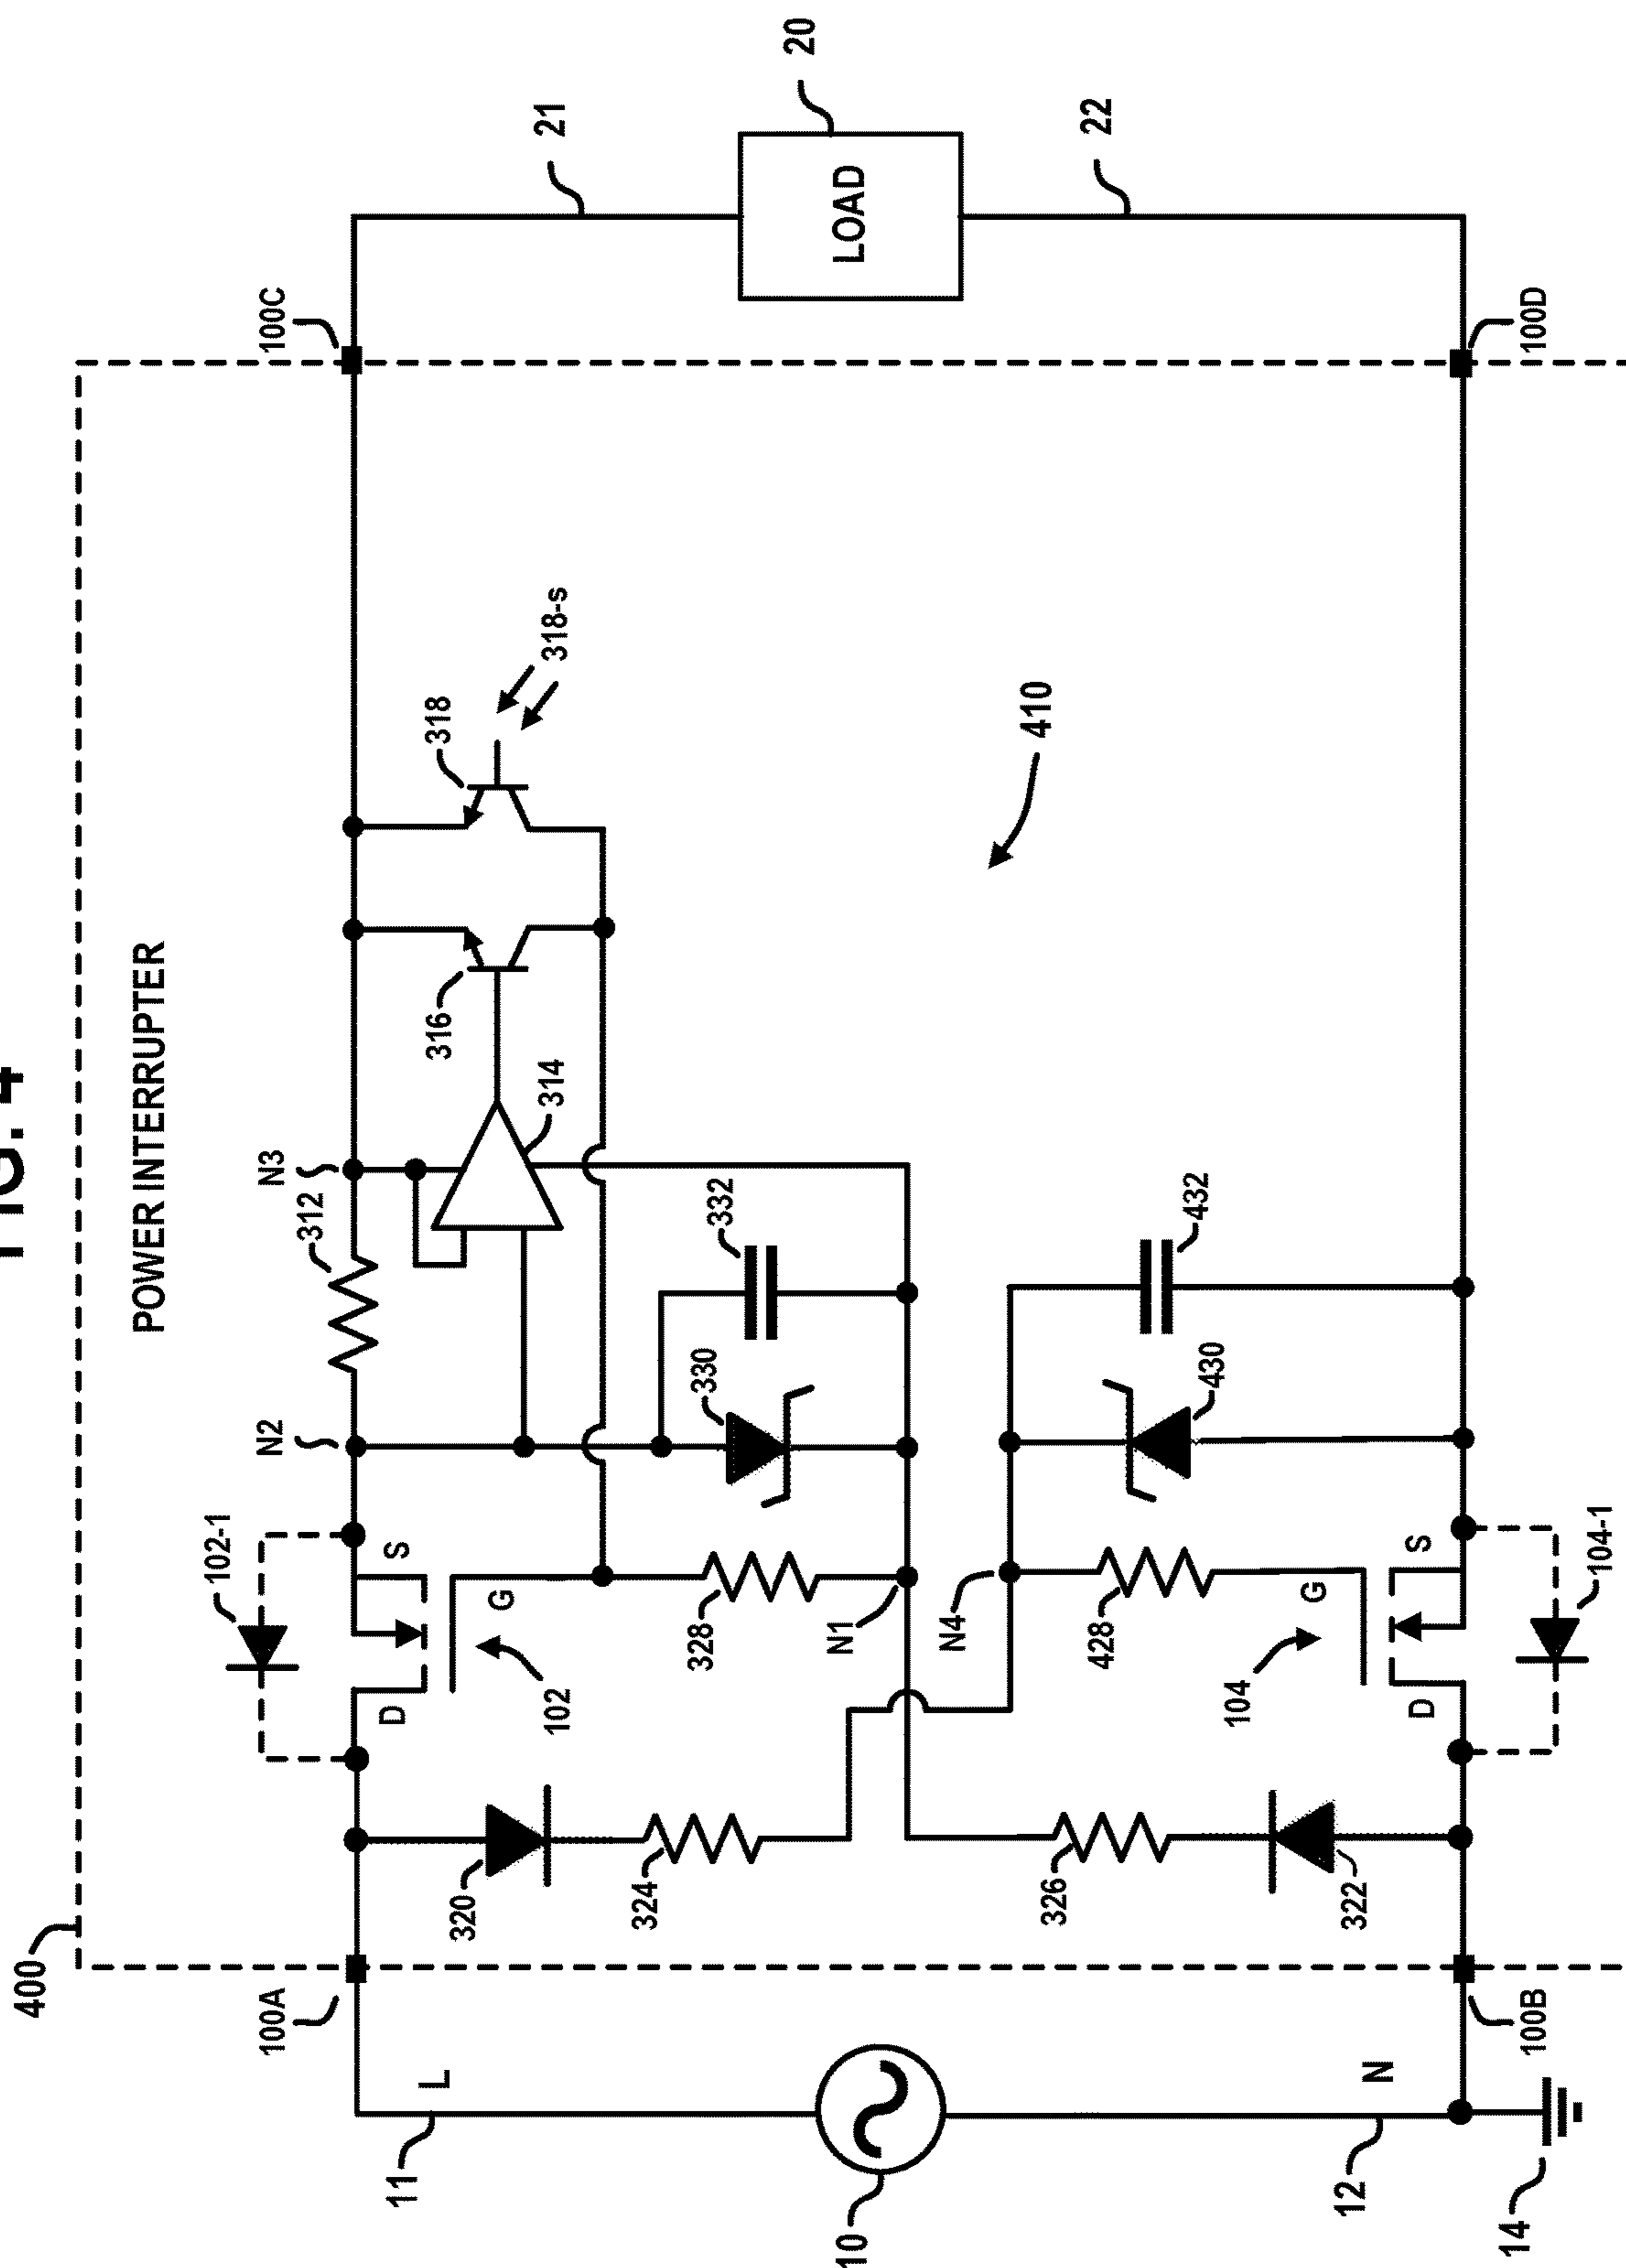 FIG. 4
400
POWER INTERRUPTER
100A
100C
102-1
N2
312
N3
D
S
G
102
320
324
328
N1
330
332
314
316
318
318-s
L
11
10
12
N
14
21
20
LOAD
22
410
N4
326
322
428
430
432
104
G
D
S
104-1
100B
100D